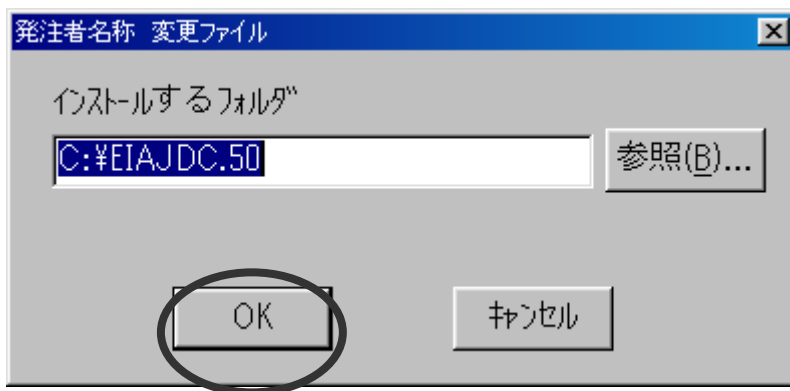 発注者名称 変更ファイル
インストールするフォルダ
C:¥EIAJDC.50
参照(B)...
OK
キャンセル